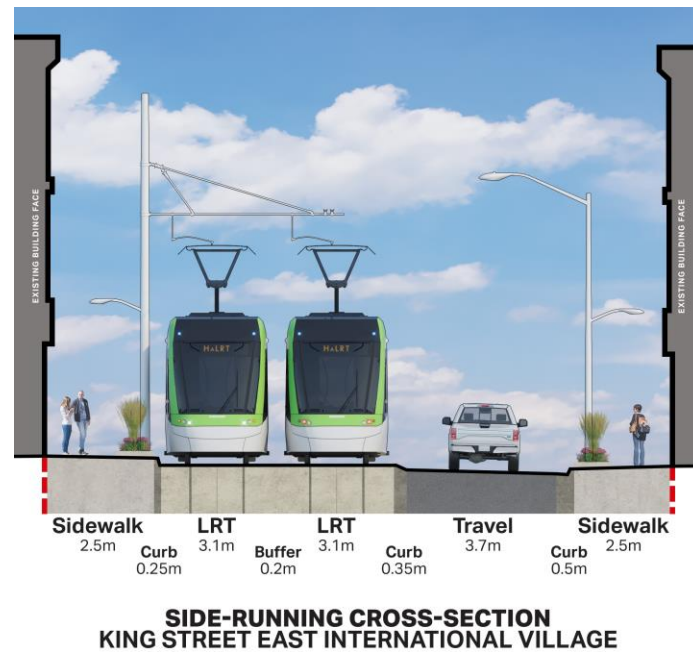 EXISTING BUILDING FACE
EXISTING BUILDING FACE
HaLRT
HaLRT
Sidewalk
2.5m
Curb
0.25m
LRT
3.1m
Buffer
0.2m
LRT
3.1m
Curb
0.35m
Travel
3.7m
Curb
0.5m
Sidewalk
2.5m
SIDE-RUNNING CROSS-SECTION
KING STREET EAST INTERNATIONAL VILLAGE